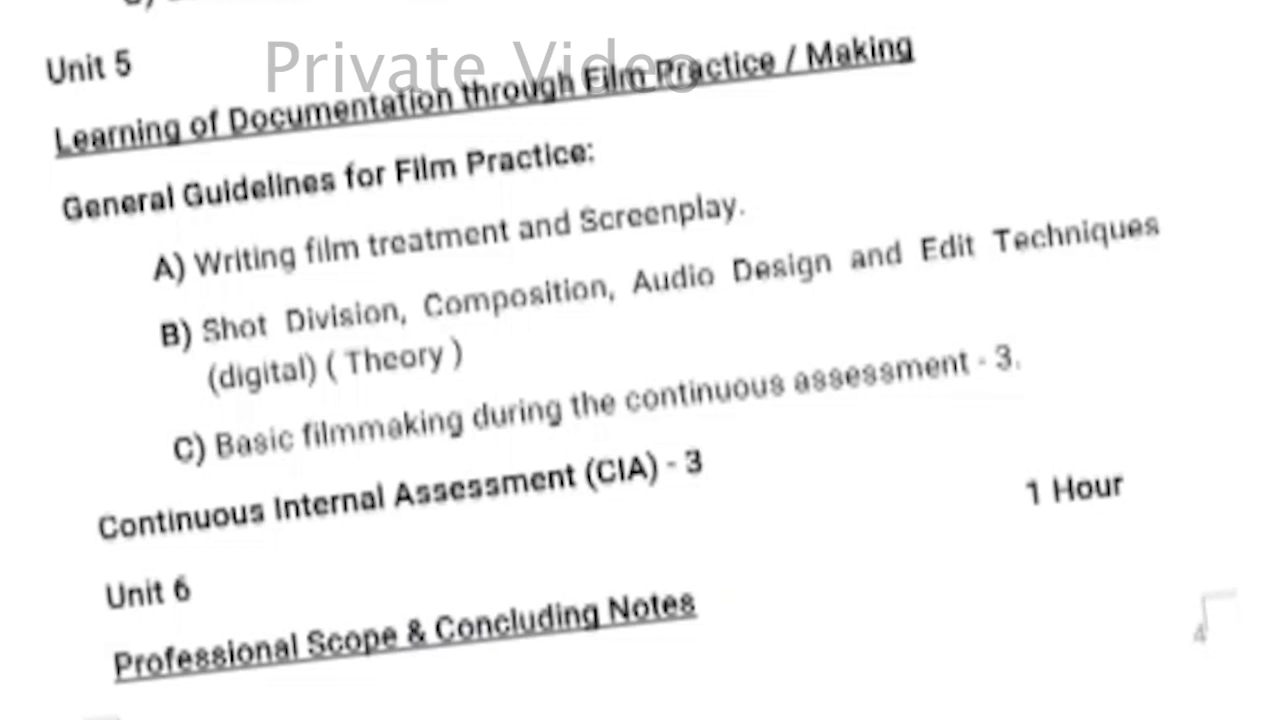 Private Video
Unit 5
Learning of Documentation through Film Practice / Making
General Guidelines for Film Practice:
A) Writing film treatment and Screenplay.
B) Shot Division, Composition, Audio Design and Edit Techniques
(digital) ( Theory )
C) Basic filmmaking during the continuous assessment - 3.
Continuous Internal Assessment (CIA) - 3
1 Hour
Unit 6
Professional Scope & Concluding Notes
4